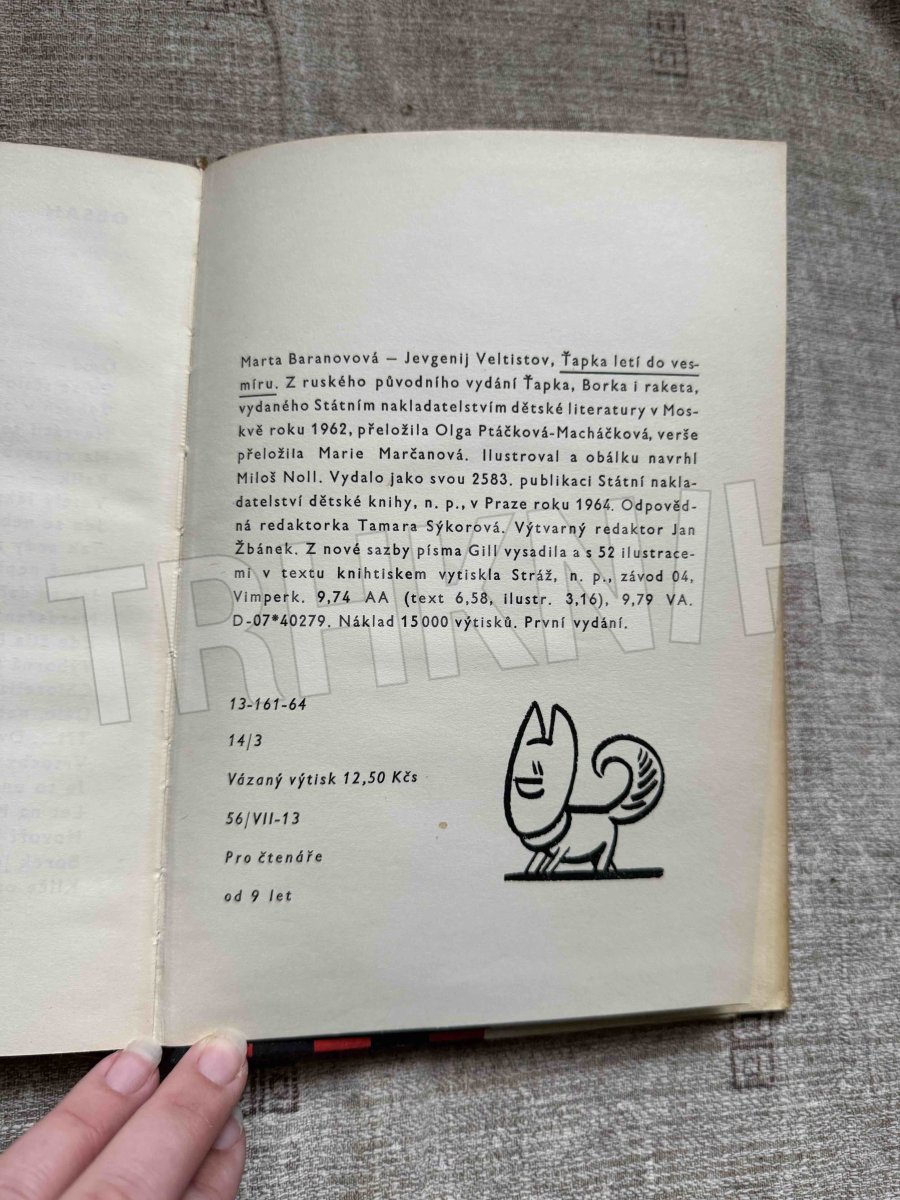 OBSAH
Marta Baranovová — Jevgenij Veltistov, Ťapka letí do ves-
míru. Z ruského původního vydání Ťapka, Borka i raketa,
vydaného Státním nakladatelstvím dětské literatury v Mos-
kvě roku 1962, přeložila Olga Ptáčková-Macháčková, verše
přeložila Marie Marčanová. Ilustroval a obálku navrhl
Miloš Noll. Vydalo jako svou 2583. publikaci Státní nakla-
datelství dětské knihy, n. p., v Praze roku 1964. Odpověd-
ná redaktorka Tamara Sýkorová. Výtvarný redaktor Jan
Žbánek. Z nové sazby písma Gill vysadila a s 52 ilustrace-
mi v textu knihtiskem vytiskla Stráž, n. p., závod 04,
Vimperk. 9,74 AA (text 6,58, ilustr. 3,16), 9,79 VA.
D-07*40279. Náklad 15 000 výtisků. První vydání.
TRHKNIH
13-161-64
14/3
Vázaný výtisk 12,50 Kčs
56/VII-13
Pro čtenáře
od 9 let